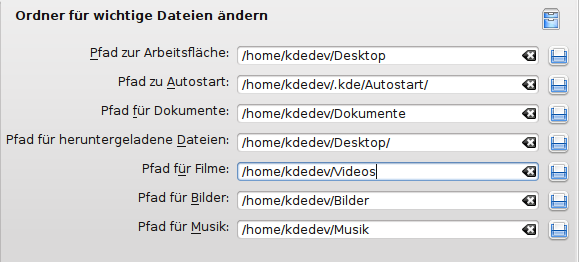 Ordner für wichtige Dateien ändern
Pfad zur Arbeitsfläche: /home/kdedev/Desktop
Pfad zu Autostart: /home/kdedev/.kde/Autostart/
Pfad für Dokumente: /home/kdedev/Dokumente
Pfad für heruntergeladene Dateien: /home/kdedev/Desktop/
Pfad für Filme: /home/kdedev/Videos
Pfad für Bilder: /home/kdedev/Bilder
Pfad für Musik: /home/kdedev/Musik